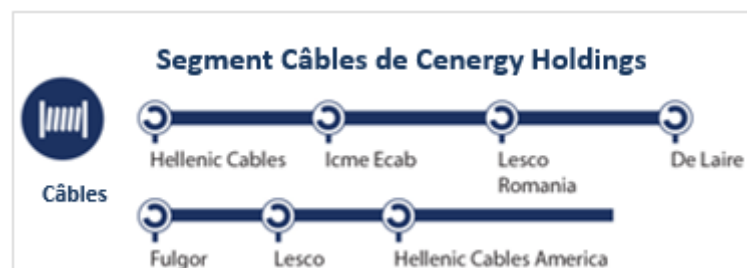 Segment Câbles de Cenergy Holdings
Hellenic Cables
Icme Ecab
Lesco
Romania
De Laire
Câbles
Fulgor
Lesco
Hellenic Cables America